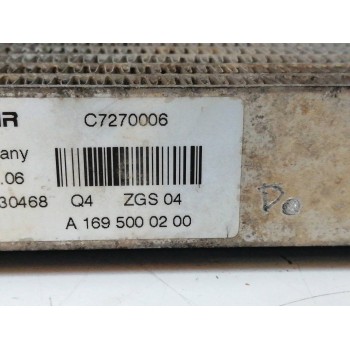 C7270006
any
.06
30468 Q4 ZGS 04
A 169 500 02 00
D.